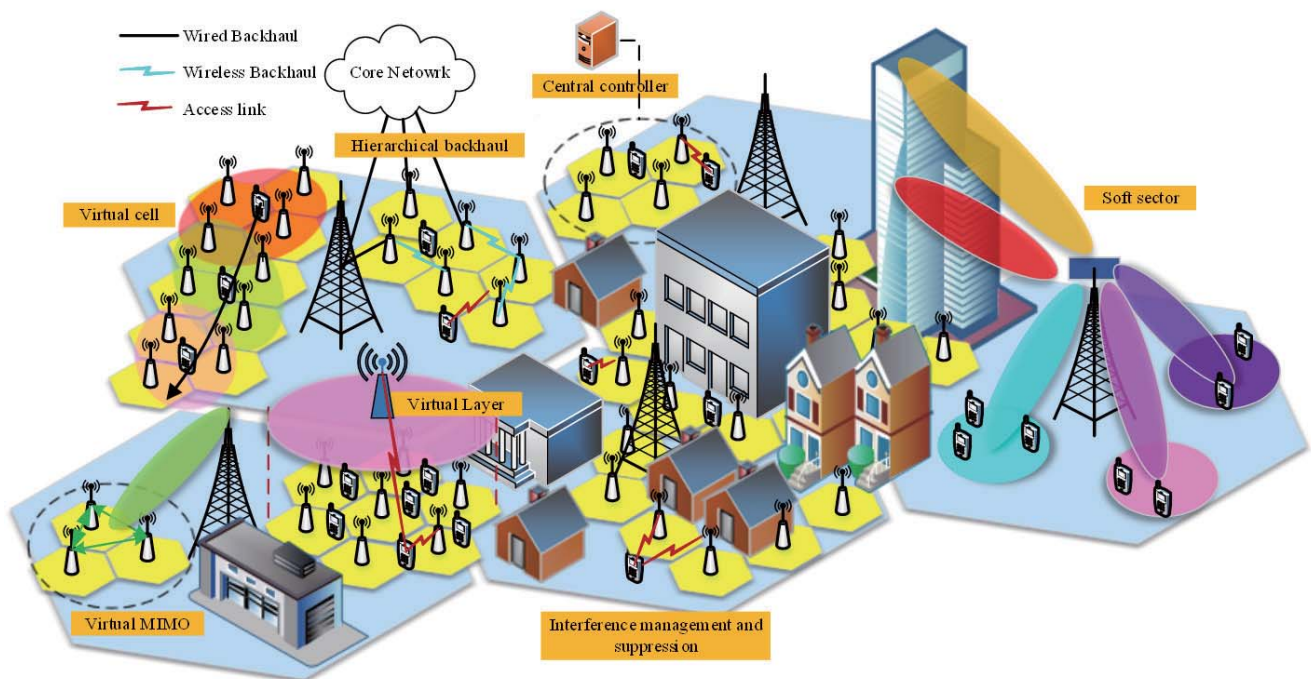 Wired Backhaul
Wireless Backhaul
Access link
Core Netowrk
Central controller
Hierarchical backhaul
Virtual cell
Soft sector
Virtual Layer
Virtual MIMO
Interference management and
suppression